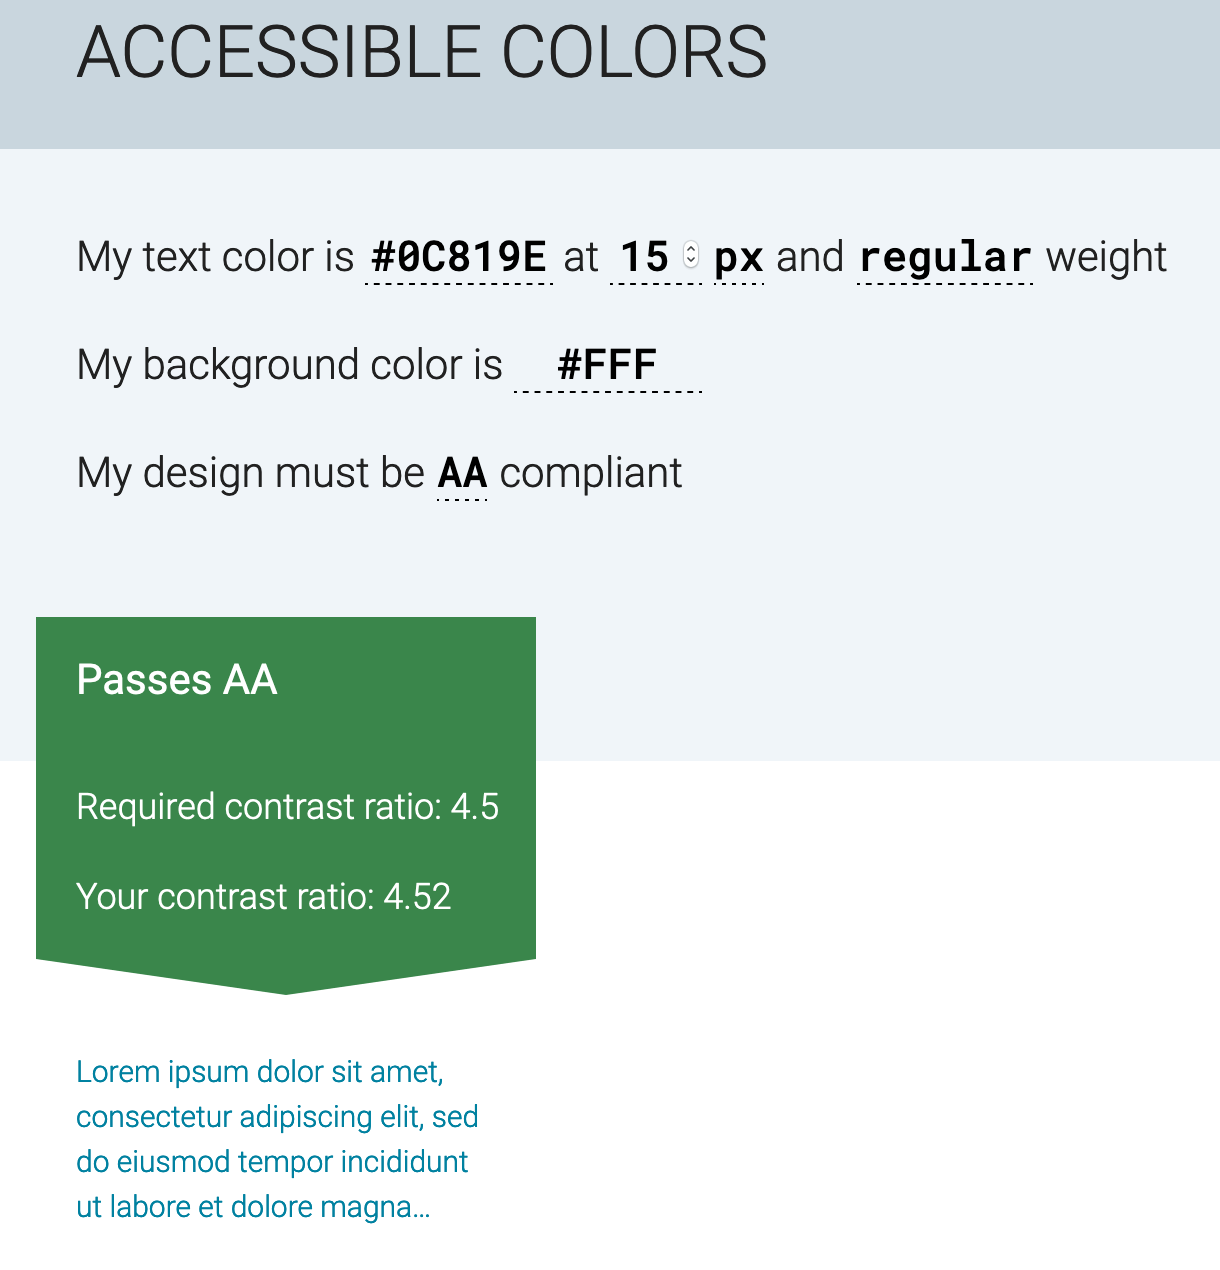 ACCESSIBLE COLORS
My text color is #0C819E at 15 px and regular weight
My background color is #FFF
My design must be AA compliant
Passes AA
Required contrast ratio: 4.5
Your contrast ratio: 4.52
Lorem ipsum dolor sit amet,
consectetur adipiscing elit, sed
do eiusmod tempor incididunt
ut labore et dolore magna...